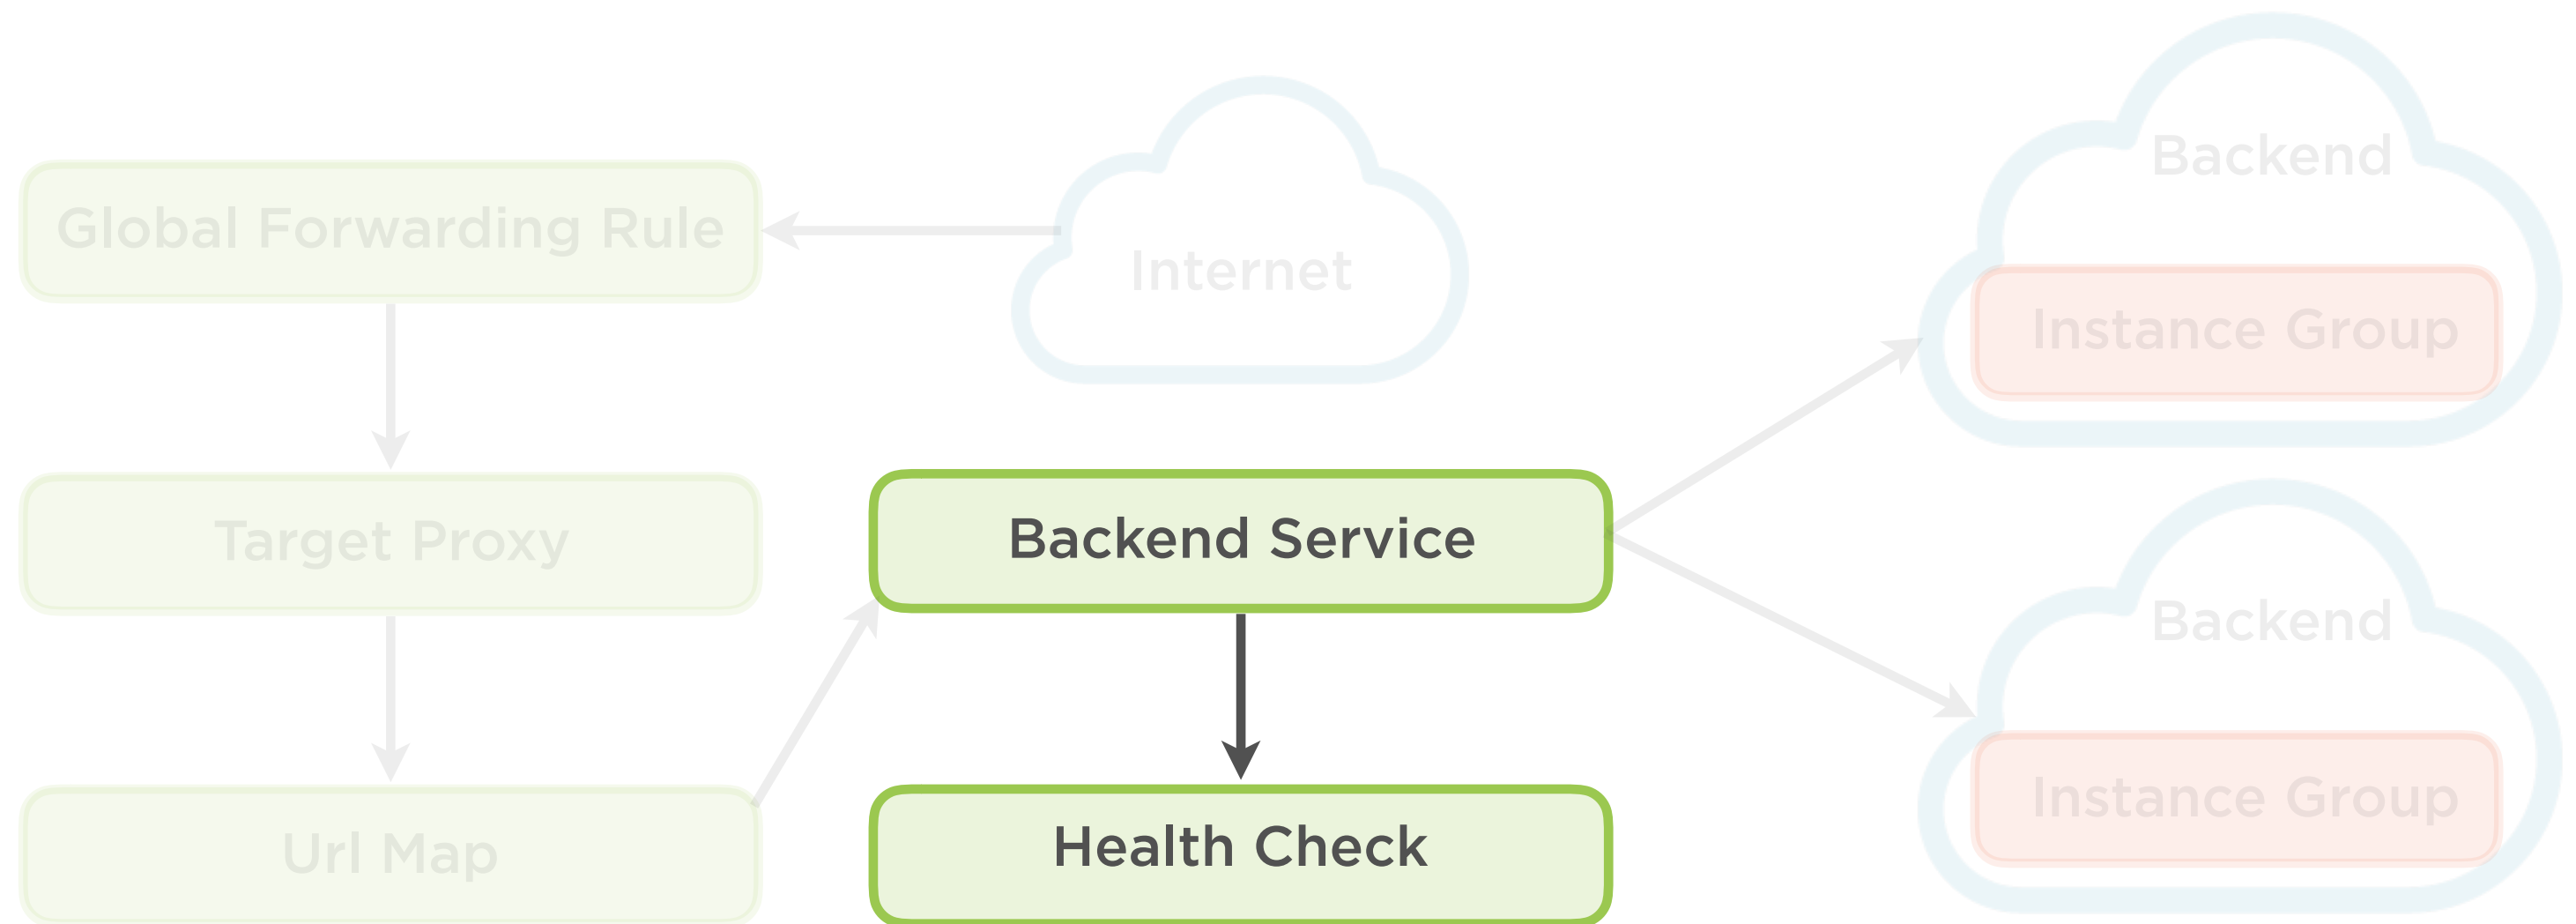 Backend
Global Forwarding Rule
Internet
Instance Group
Target Proxy
Backend Service
Backend
Url Map
Health Check
Instance Group